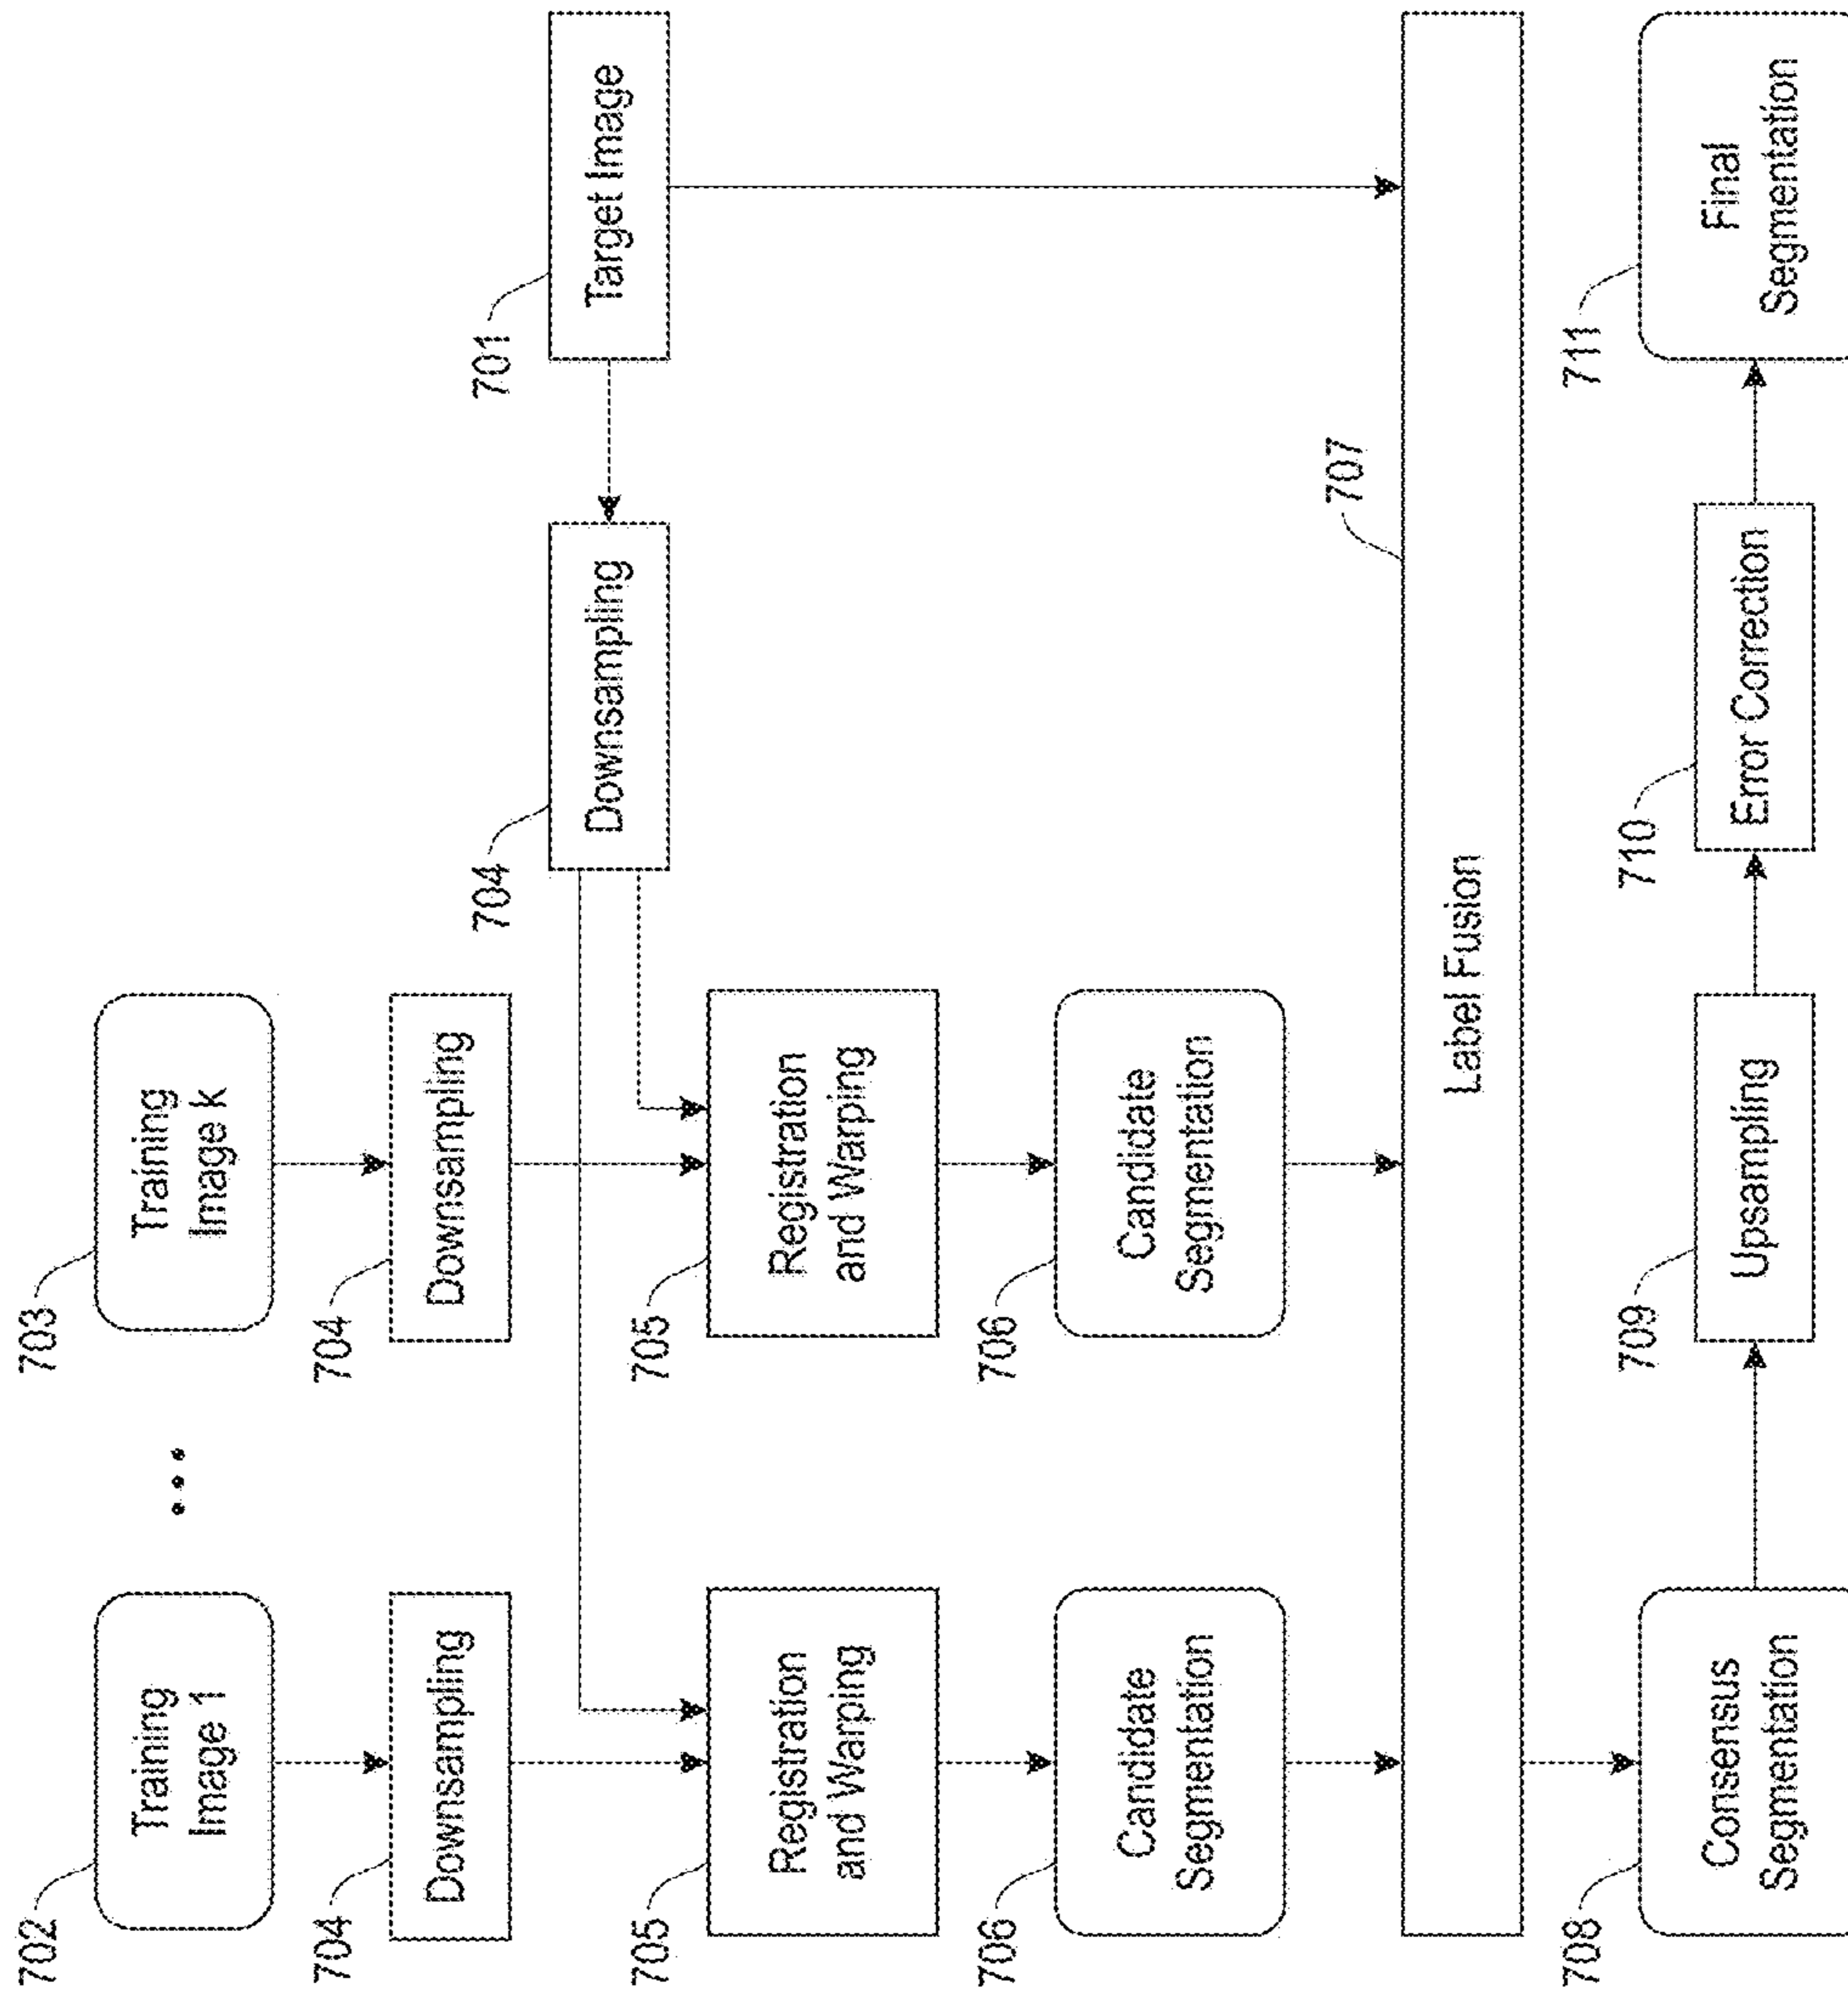 702
Training
Image 1
...
703
Training
Image k
704
Downsampling
704
Downsampling
704
Downsampling
701
Target Image
705
Registration
and Warping
705
Registration
and Warping
706
Candidate
Segmentation
706
Candidate
Segmentation
707
Label Fusion
708
Consensus
Segmentation
709
Upsampling
710
Error Correction
711
Final
Segmentation